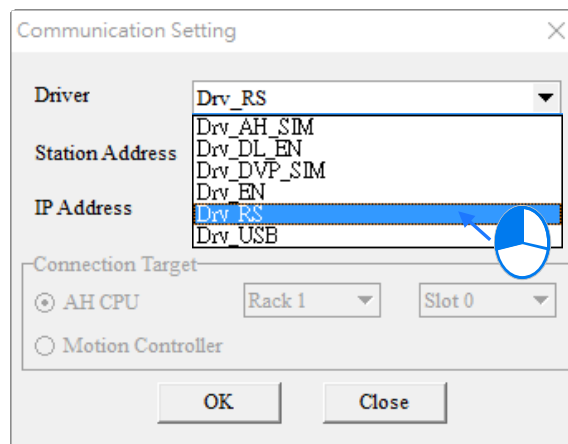 Communication Setting
Driver
Drv_RS
Drv_AH_SIM
Drv_DL_EN
Drv_DVP_SIM
Drv_EN
Drv_RS
Drv_USB
Station Address
IP Address
Connection Target
AH CPU Rack 1 Slot 0
Motion Controller
OK Close